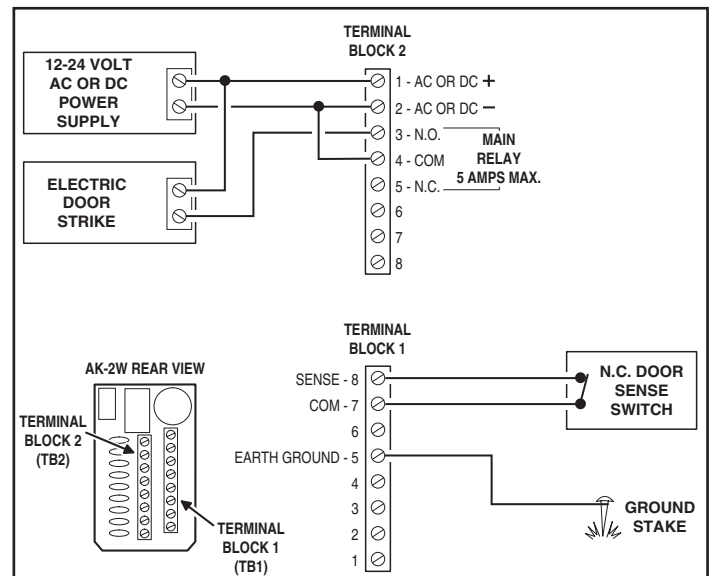 TERMINAL
BLOCK 2
12-24 VOLT
AC OR DC
POWER
SUPPLY
ELECTRIC
DOOR
STRIKE
1 - AC OR DC +
2 - AC OR DC –
3 - N.O.
4 - COM
5 - N.C.
6
7
8
MAIN
RELAY
5 AMPS MAX.
TERMINAL
BLOCK 1
SENSE - 8
COM - 7
6
EARTH GROUND - 5
4
3
2
1
N.C. DOOR
SENSE
SWITCH
GROUND
STAKE
AK-2W REAR VIEW
TERMINAL
BLOCK 2
(TB2)
TERMINAL
BLOCK 1
(TB1)